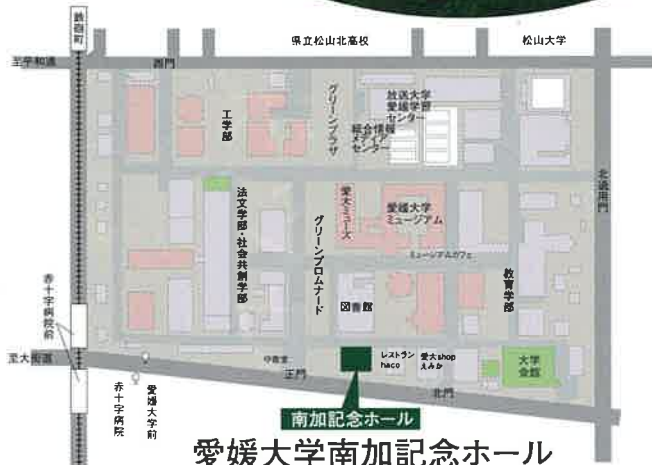 鉄砲町
県立松山北高校
松山大学
至平和通
西門
工学部
グリーンプラザ
放送大学
愛媛学習
センター
総合情報
メディア
センター
北通用門
法文学部・社会共創学部
グリーンプロムナード
愛大ミューズ
愛媛大学
ミュージアム
ミュージアムカフェ
教育学部
図書館
赤十字病院前
至大街道
正門
レストラン
haco
愛大shop
えみか
大学
会館
赤十字病院
愛媛大学前
北門
南加記念ホール
愛媛大学南加記念ホール